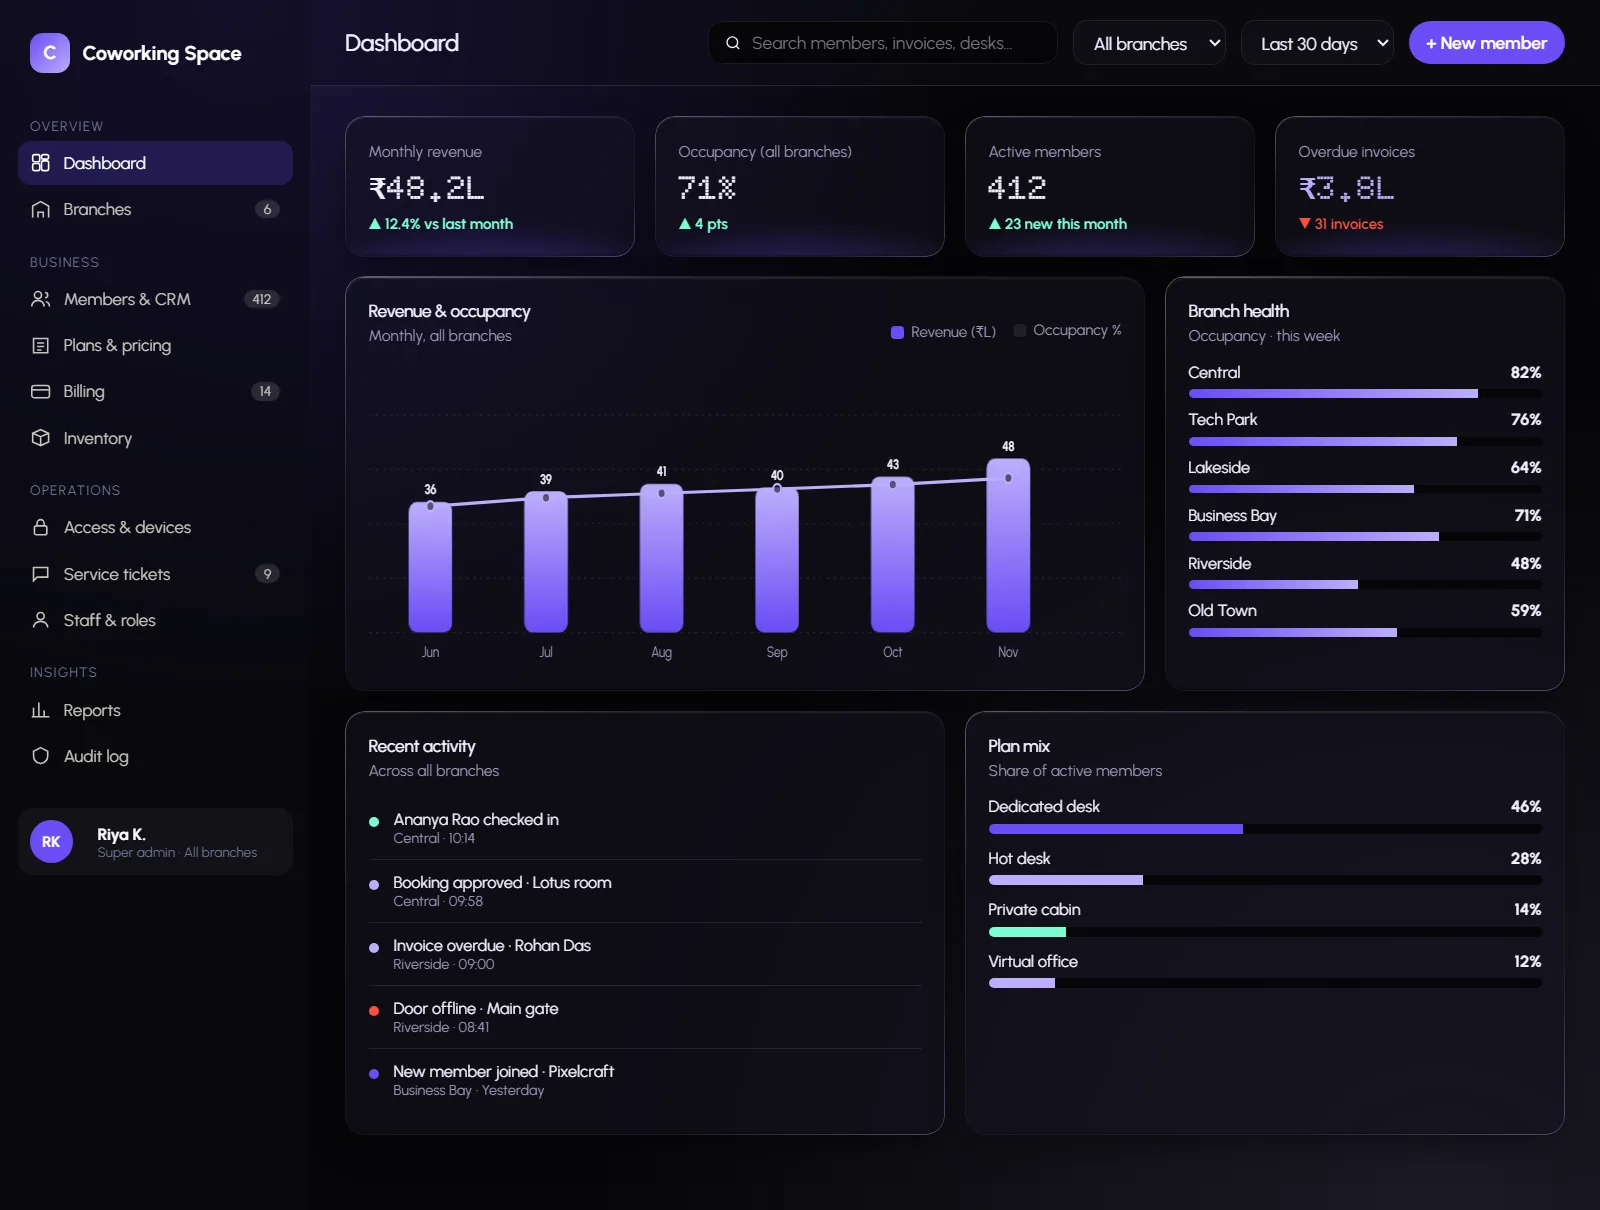 C Coworking Space
OVERVIEW
Dashboard
Branches 6
BUSINESS
Members & CRM 412
Plans & pricing
Billing 14
Inventory
OPERATIONS
Access & devices
Service tickets 9
Staff & roles
INSIGHTS
Reports
Audit log
RK Riya K.
Super admin · All branches
Dashboard
Search members, invoices, desks...
All branches
Last 30 days
+ New member
Monthly revenue
₹48.2L
▲ 12.4% vs last month
Occupancy (all branches)
71%
▲ 4 pts
Active members
412
▲ 23 new this month
Overdue invoices
₹3.8L
▼ 31 invoices
Revenue & occupancy
Monthly, all branches
Revenue (₹L) Occupancy %
36 39 41 40 43 48
Jun Jul Aug Sep Oct Nov
Branch health
Occupancy · this week
Central 82%
Tech Park 76%
Lakeside 64%
Business Bay 71%
Riverside 48%
Old Town 59%
Recent activity
Across all branches
Ananya Rao checked in
Central · 10:14
Booking approved · Lotus room
Central · 09:58
Invoice overdue · Rohan Das
Riverside · 09:00
Door offline · Main gate
Riverside · 08:41
New member joined · Pixelcraft
Business Bay · Yesterday
Plan mix
Share of active members
Dedicated desk 46%
Hot desk 28%
Private cabin 14%
Virtual office 12%